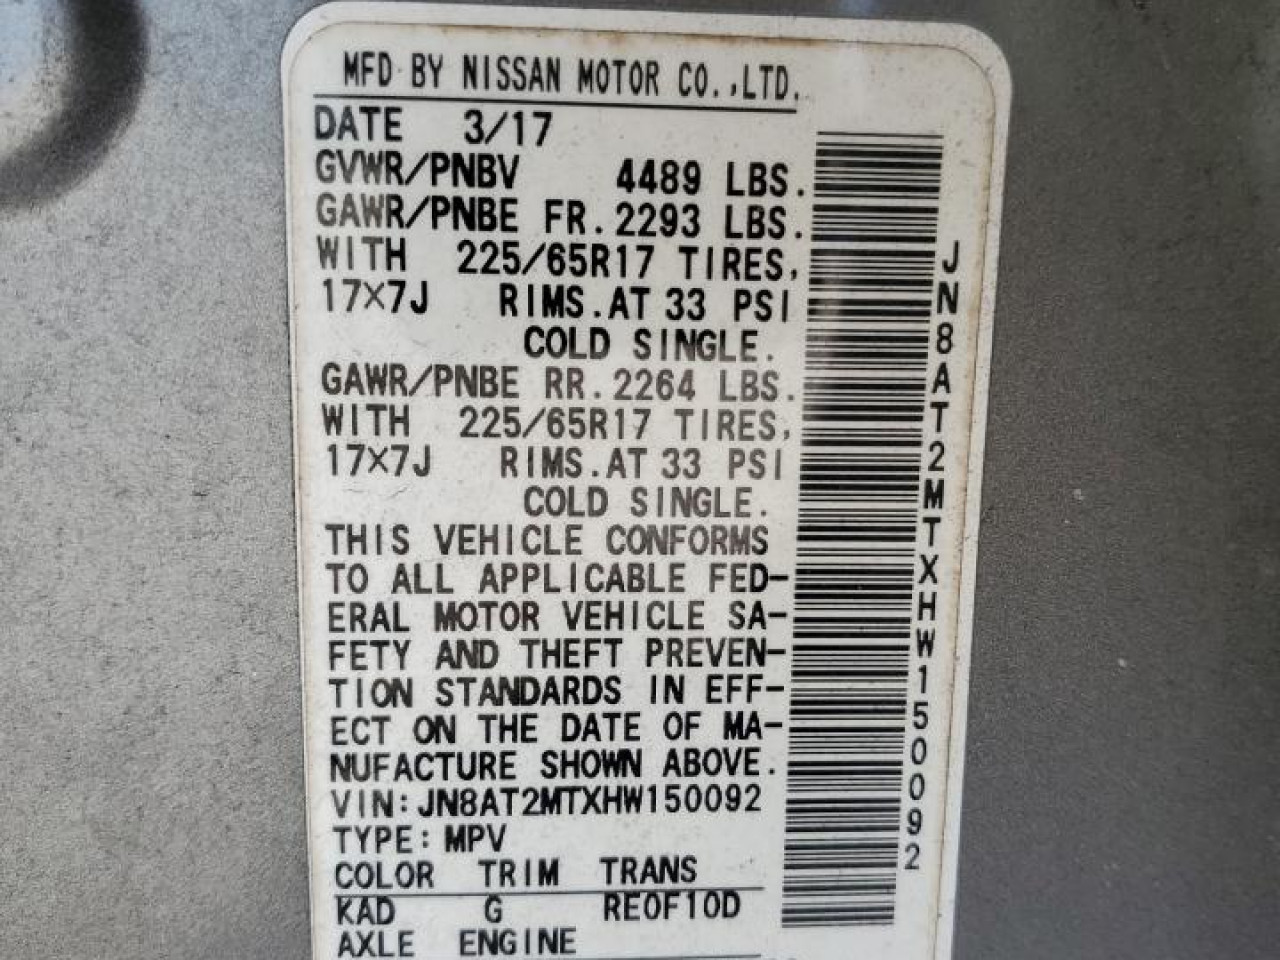 MFD BY NISSAN MOTOR CO.,LTD.
DATE 3/17
GVWR/PNBV 4489 LBS.
GAWR/PNBE FR.2293 LBS.
WITH 225/65R17 TIRES,
17X7J RIMS.AT 33 PSI
COLD SINGLE.
GAWR/PNBE RR.2264 LBS.
WITH 225/65R17 TIRES,
17X7J RIMS.AT 33 PSI
COLD SINGLE.
THIS VEHICLE CONFORMS
TO ALL APPLICABLE FED-
ERAL MOTOR VEHICLE SA-
FETY AND THEFT PREVEN-
TION STANDARDS IN EFF-
ECT ON THE DATE OF MA-
NUFACTURE SHOWN ABOVE.
VIN:JN8AT2MTXHW150092
TYPE:MPV
COLOR TRIM TRANS
KAD G RE0F10D
AXLE ENGINE
JN8AT2MTXHW150092